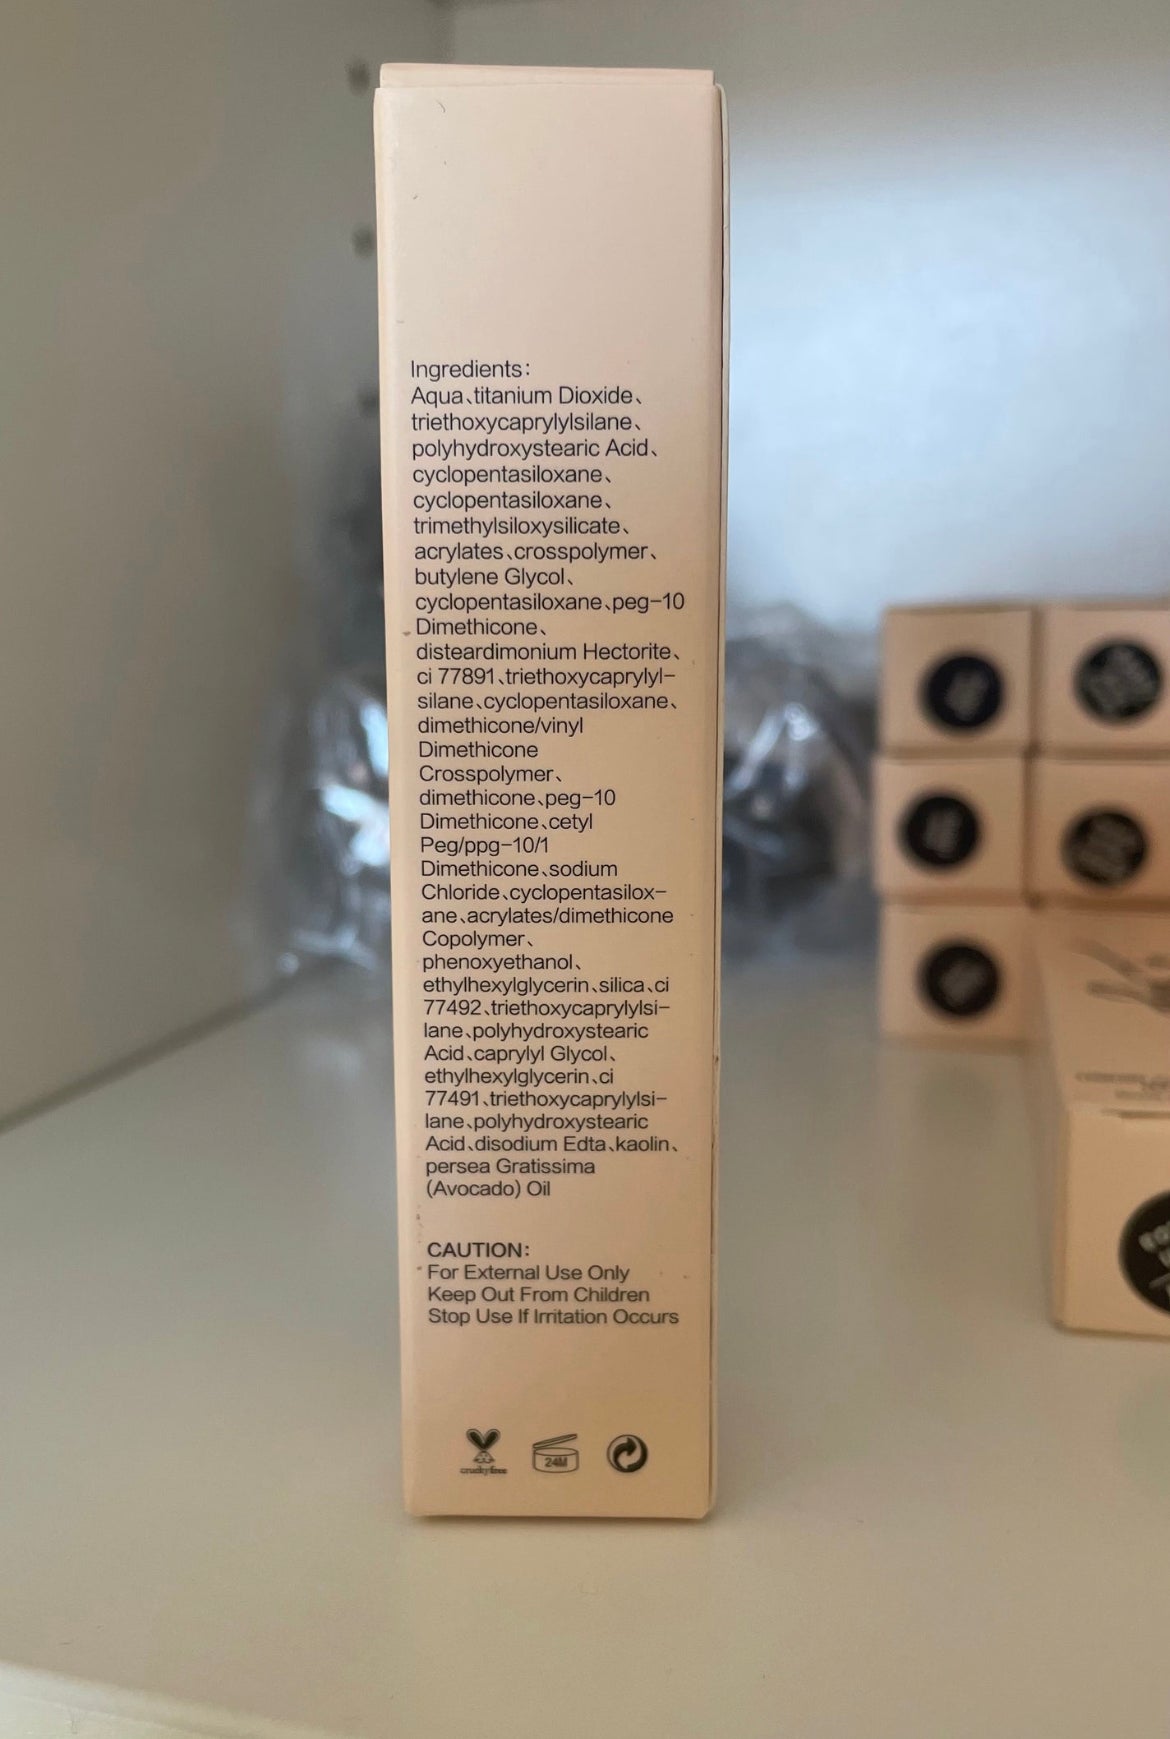 Ingredients:
Aqua、titanium Dioxide、
triethoxycaprylylsilane、
polyhydroxystearic Acid、
cyclopentasiloxane、
cyclopentasiloxane、
trimethylsiloxysilicate、
acrylates、crosspolymer、
butylene Glycol、
cyclopentasiloxane、peg-10
Dimethicone、
disteardimonium Hectorite、
ci 77891、triethoxycaprylyl-
silane、cyclopentasiloxane、
dimethicone/vinyl
Dimethicone
Crosspolymer、
dimethicone、peg-10
Dimethicone、cetyl
Peg/ppg-10/1
Dimethicone、sodium
Chloride、cyclopentasilox-
ane、acrylates/dimethicone
Copolymer、
phenoxyethanol、
ethylhexylglycerin、silica、ci
77492、triethoxycaprylylsi-
lane、polyhydroxystearic
Acid、caprylyl Glycol、
ethylhexylglycerin、ci
77491、triethoxycaprylylsi-
lane、polyhydroxystearic
Acid、disodium Edta、kaolin、
persea Gratissima
(Avocado) Oil
CAUTION:
For External Use Only
Keep Out From Children
Stop Use If Irritation Occurs
crueltyfree
24M